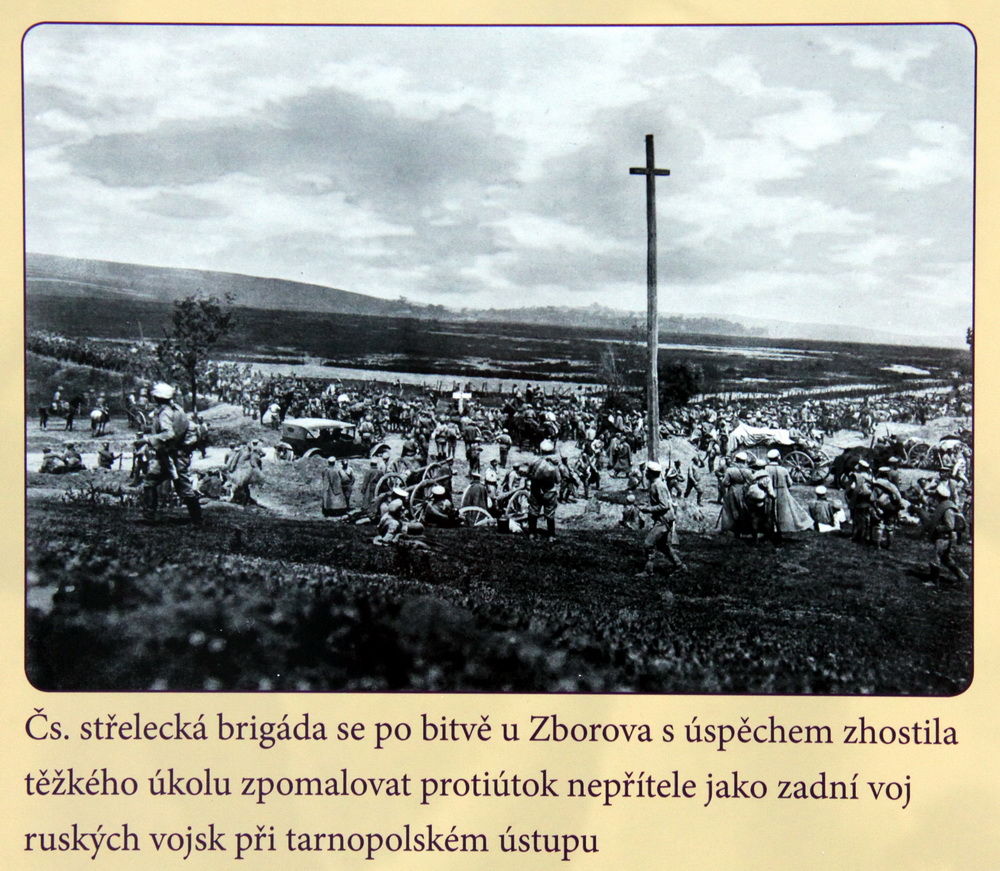 Čs. střelecká brigáda se po bitvě u Zborova s úspěchem zhostila
těžkého úkolu zpomalovat protiútok nepřítele jako zadní voj
ruských vojsk při tarnopolském ústupu